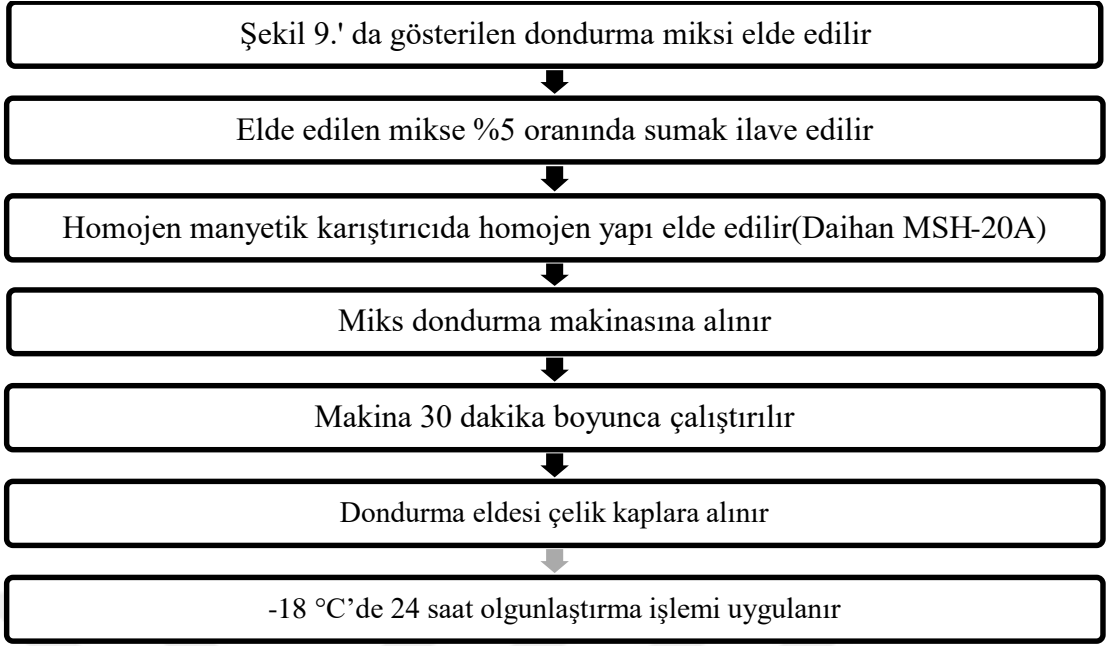 Şekil 9.' da gösterilen dondurma miksi elde edilir
Elde edilen mikse %5 oranında sumak ilave edilir
Homojen manyetik karıştırıcıda homojen yapı elde edilir(Daihan MSH-20A)
Miks dondurma makinasına alınır
Makina 30 dakika boyunca çalıştırılır
Dondurma eldesi çelik kaplara alınır
-18 °C’de 24 saat olgunlaştırma işlemi uygulanır